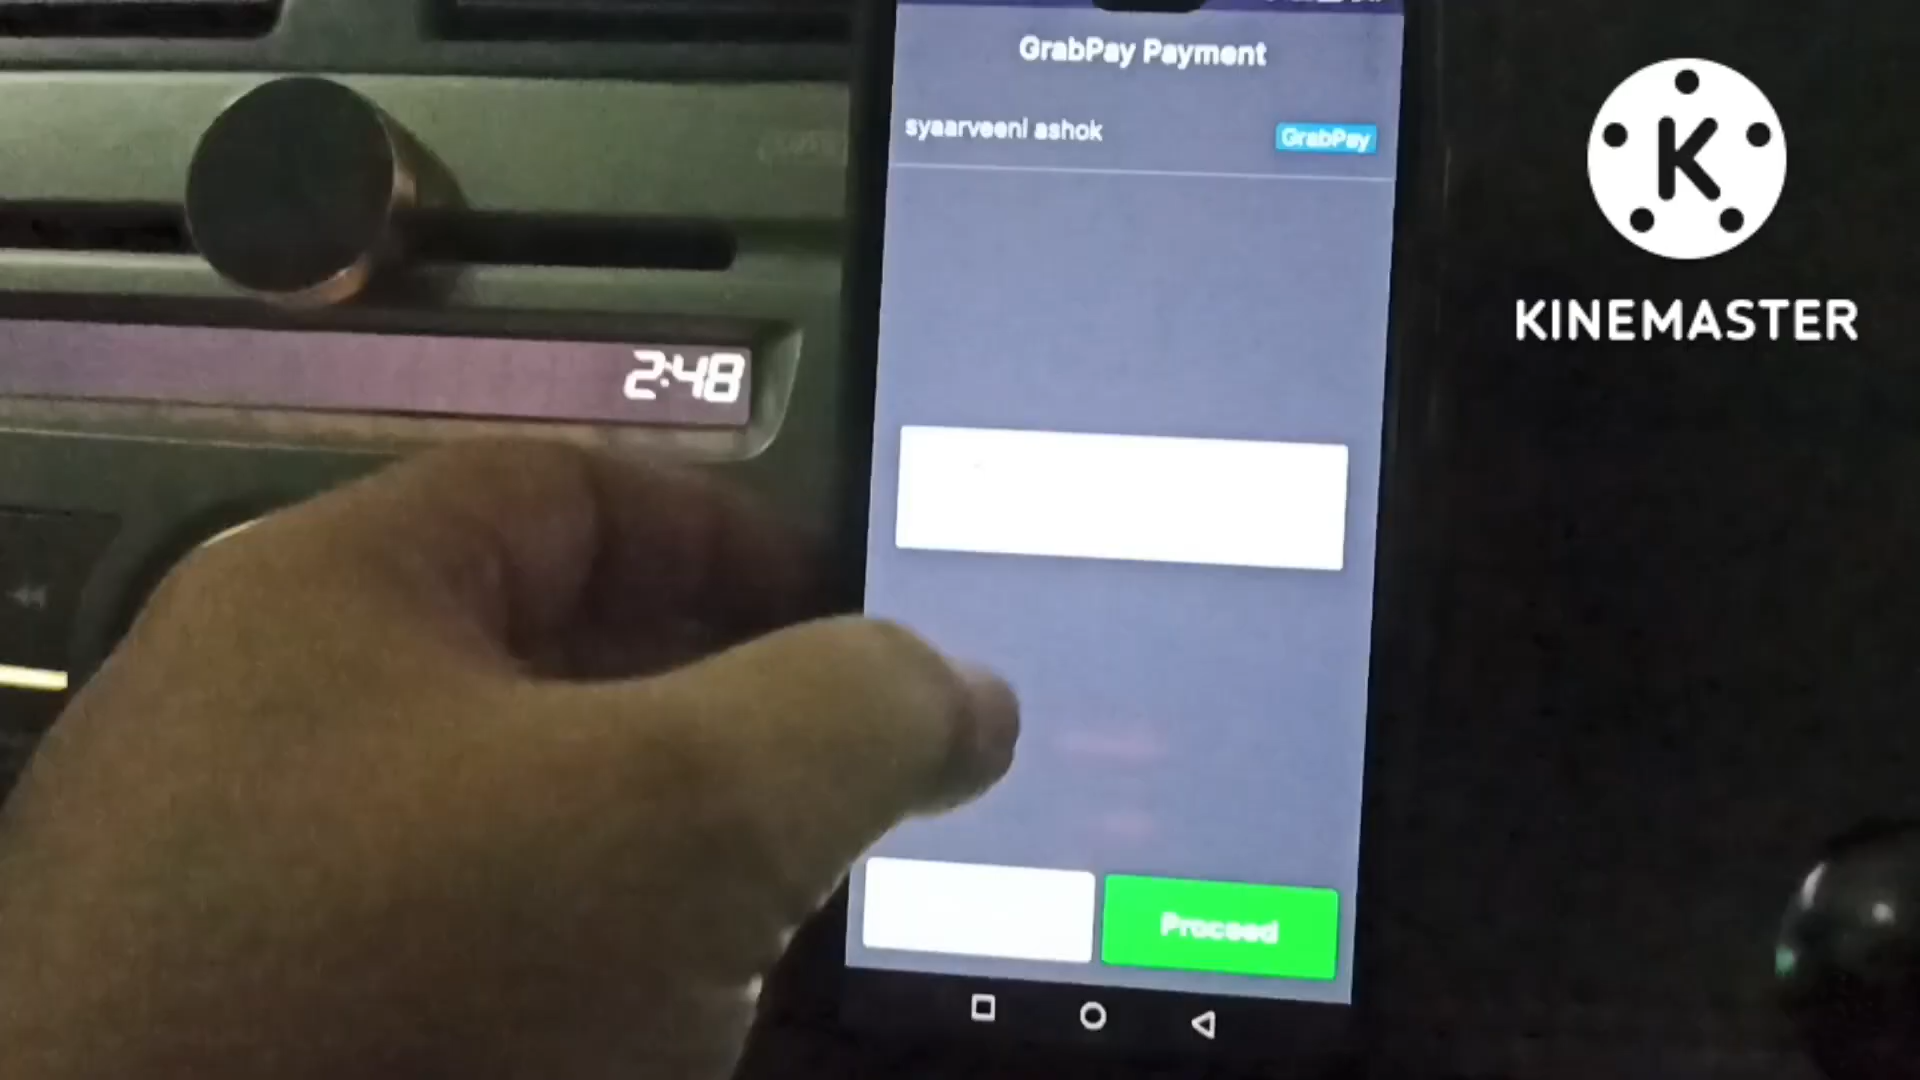 GrabPay Payment
syaarveeni ashok
GrabPay
2:48
Proceed
K
KINEMASTER